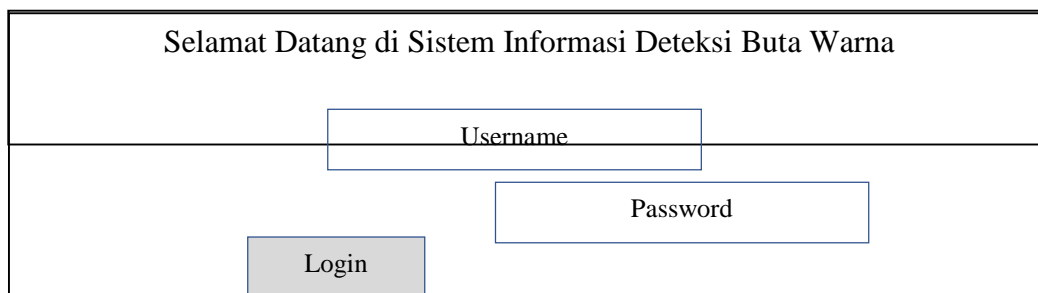 Selamat Datang di Sistem Informasi Deteksi Buta Warna
Username
Password
Login